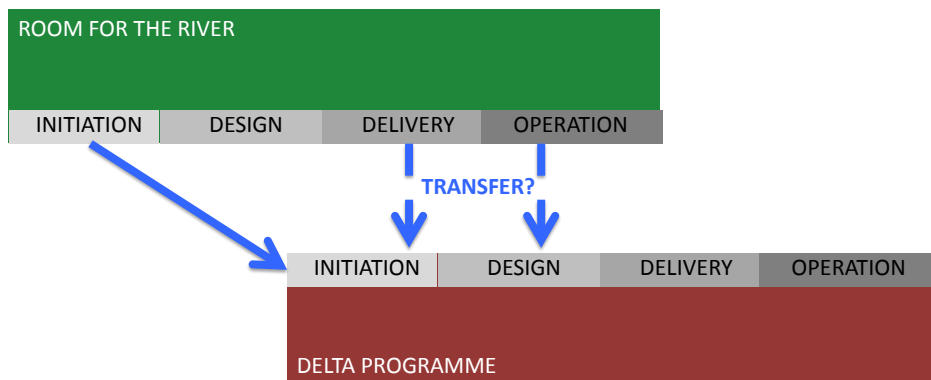 ROOM FOR THE RIVER
INITIATION DESIGN DELIVERY OPERATION
TRANSFER?
INITIATION DESIGN DELIVERY OPERATION
DELTA PROGRAMME